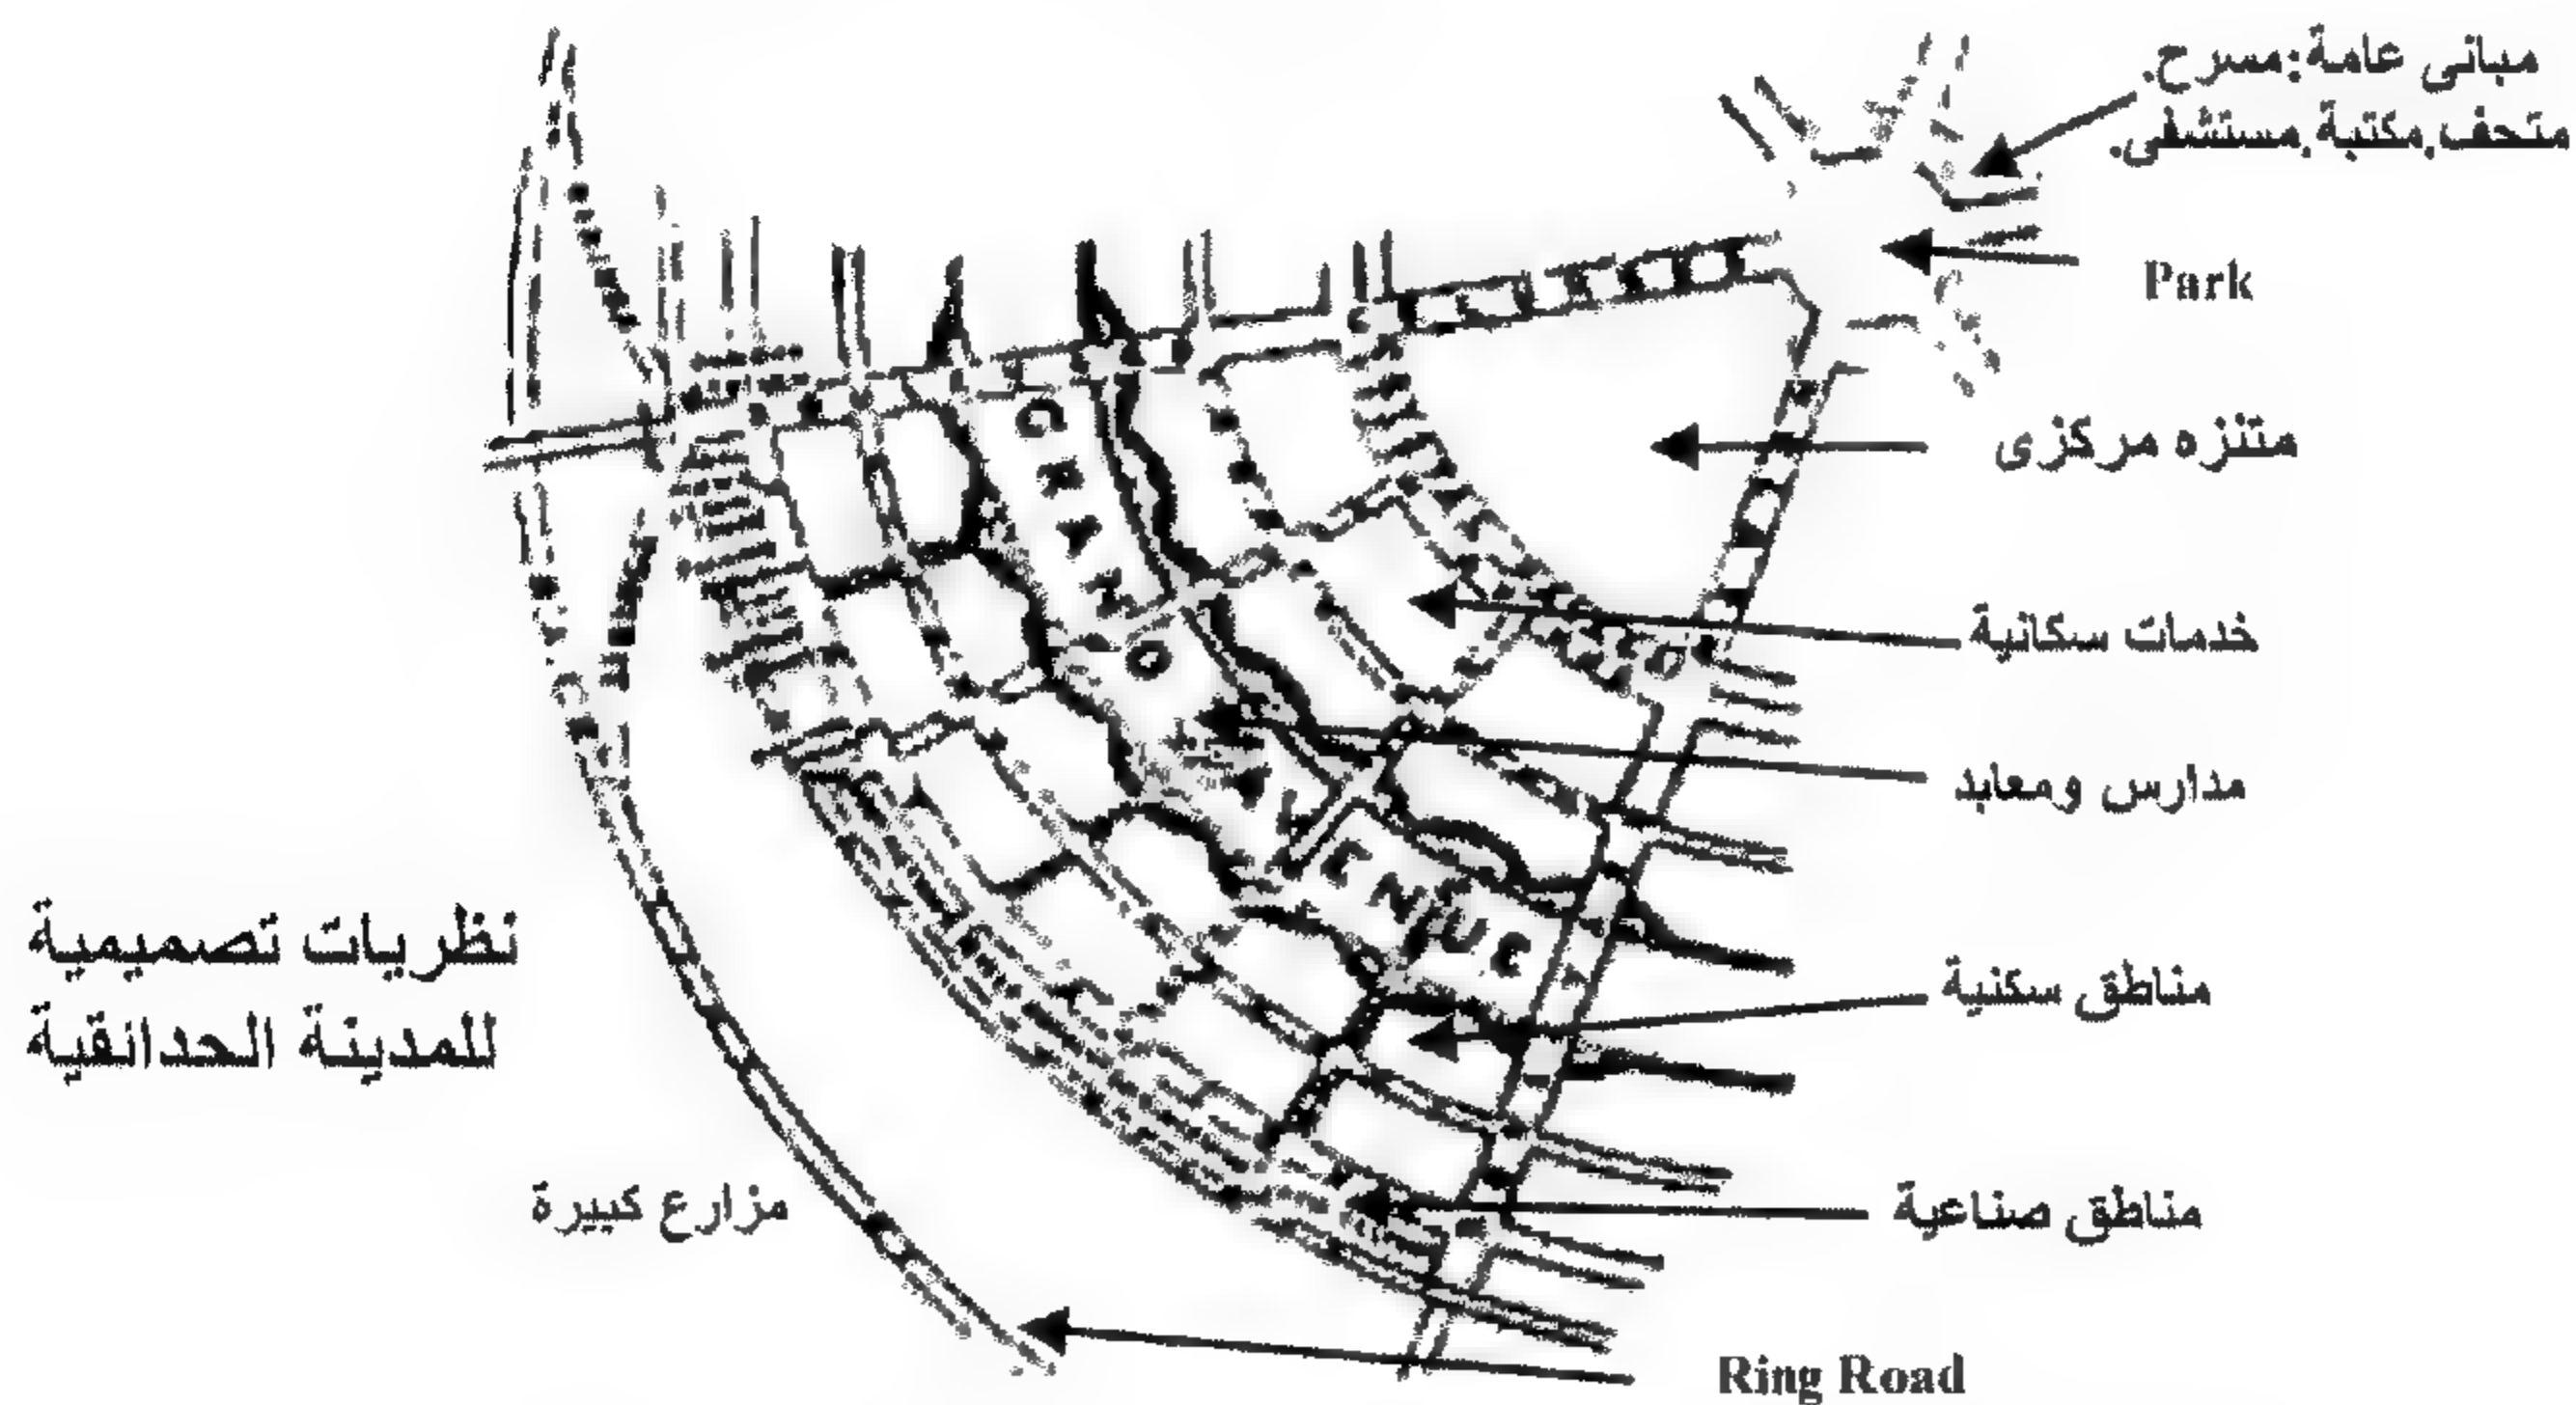 مبانى عامة:مسرح.
متحف.مكتبة.مستشفى.
Park
متنزه مركزى
خدمات سكانية
مدارس ومعابد
مناطق سكنية
مناطق صناعية
Ring Road
مزارع كبيرة
نظريات تصميمية
للمدينة الحدائقية
GRAND
AVENUE